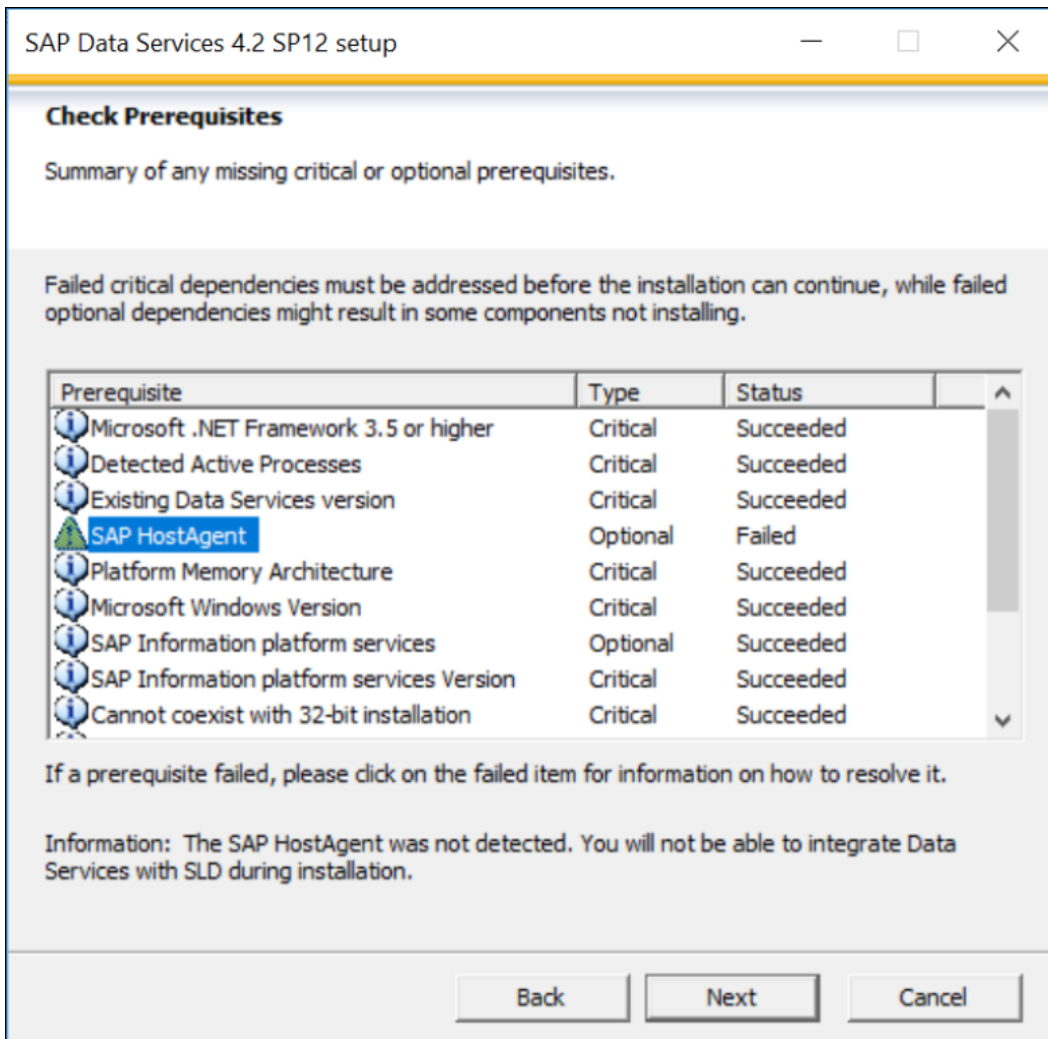 SAP Data Services 4.2 SP12 setup
Check Prerequisites
Summary of any missing critical or optional prerequisites.
Failed critical dependencies must be addressed before the installation can continue, while failed
optional dependencies might result in some components not installing.
Prerequisite Type Status
Microsoft .NET Framework 3.5 or higher Critical Succeeded
Detected Active Processes Critical Succeeded
Existing Data Services version Critical Succeeded
SAP HostAgent Optional Failed
Platform Memory Architecture Critical Succeeded
Microsoft Windows Version Critical Succeeded
SAP Information platform services Optional Succeeded
SAP Information platform services Version Critical Succeeded
Cannot coexist with 32-bit installation Critical Succeeded
If a prerequisite failed, please click on the failed item for information on how to resolve it.
Information: The SAP HostAgent was not detected. You will not be able to integrate Data
Services with SLD during installation.
Back Next Cancel